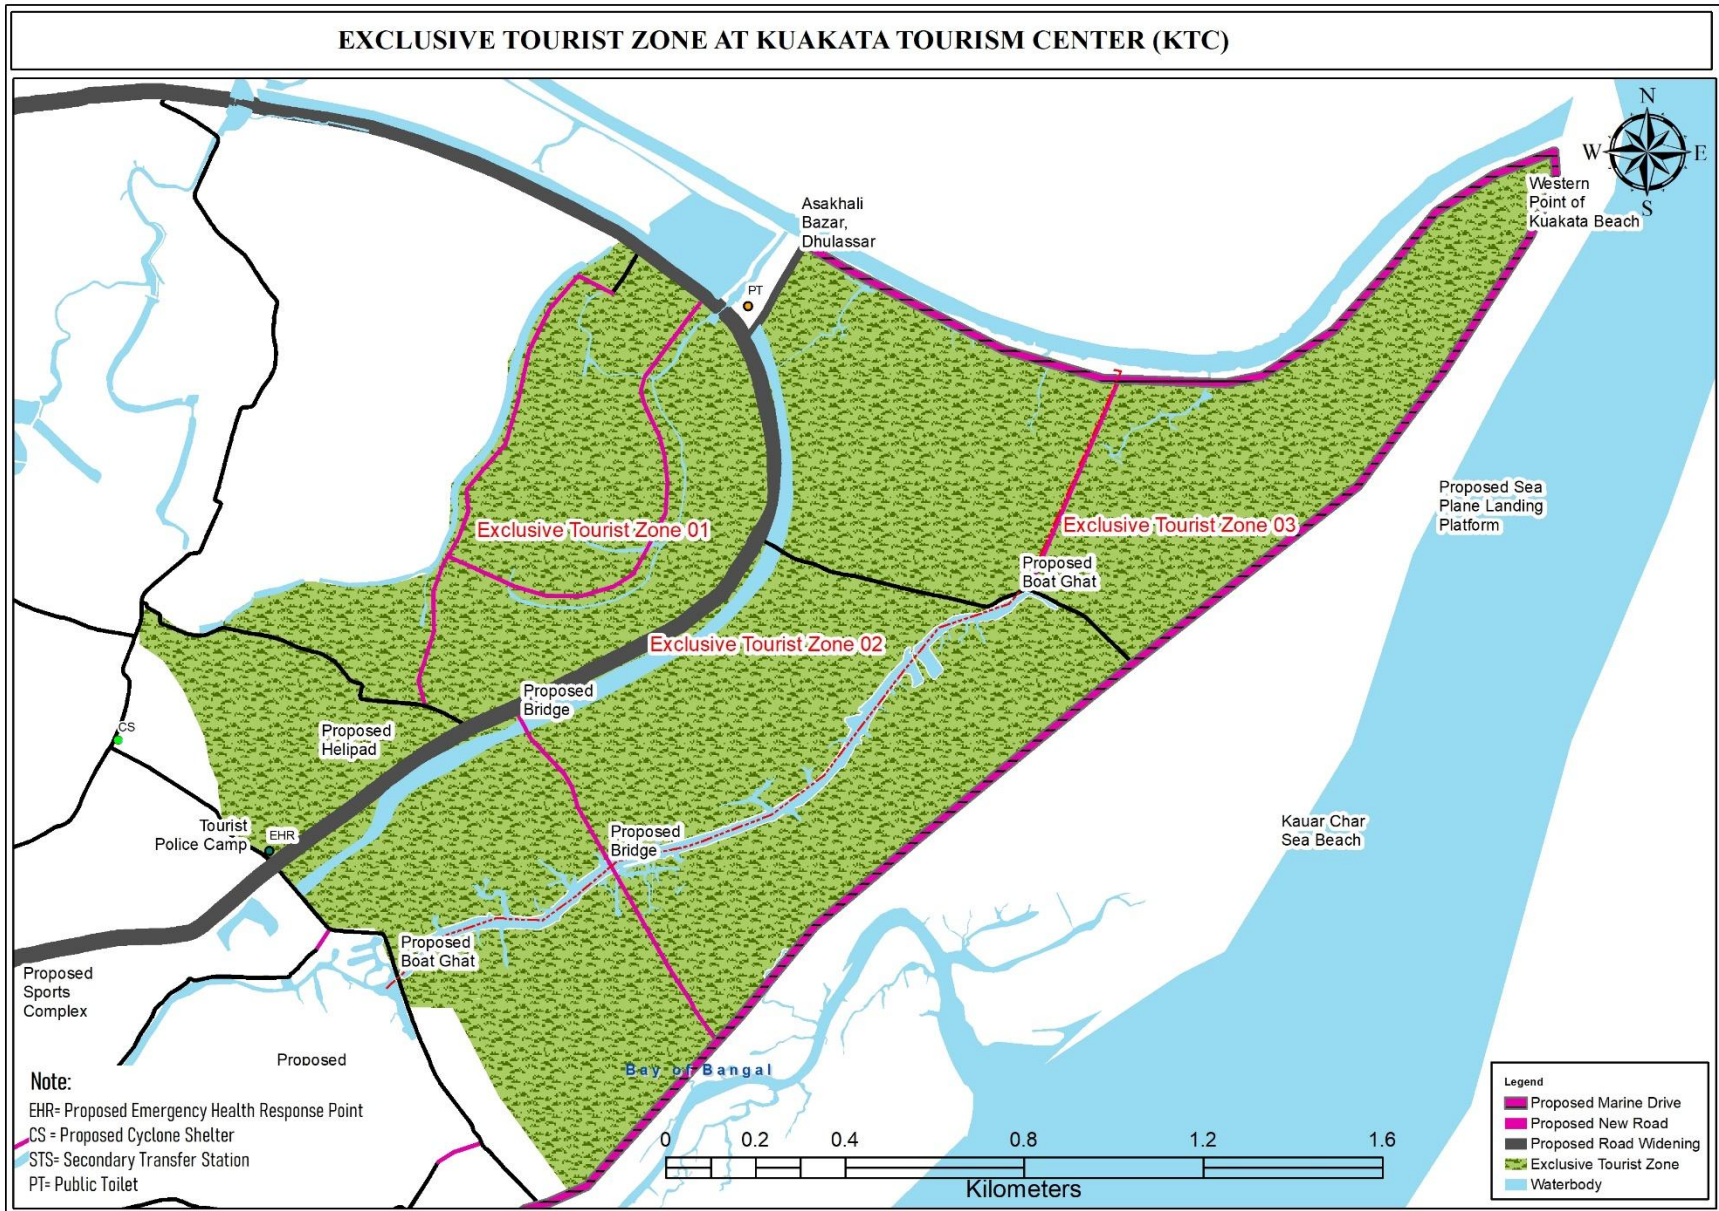 EXCLUSIVE TOURIST ZONE AT KUAKATA TOURISM CENTER (KTC)
N
W
E
S
Western
Point of
Kuakata Beach
Asakhali
Bazar,
Dhulassar
PT
Proposed Sea
Plane Landing
Platform
Exclusive Tourist Zone 01
Exclusive Tourist Zone 03
Proposed
Boat Ghat
Exclusive Tourist Zone 02
Proposed
Bridge
Proposed
Helipad
CS
Tourist
Police Camp
EHR
Proposed
Bridge
Kauar Char
Sea Beach
Proposed
Boat Ghat
Proposed
Sports
Complex
Proposed
Bay of Bangal
Note:
EHR= Proposed Emergency Health Response Point
CS = Proposed Cyclone Shelter
STS= Secondary Transfer Station
PT= Public Toilet
0 0.2 0.4 0.8 1.2 1.6
Kilometers
Legend
Proposed Marine Drive
Proposed New Road
Proposed Road Widening
Exclusive Tourist Zone
Waterbody